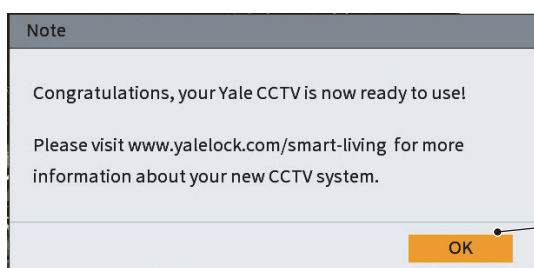 Note
Congratulations, your Yale CCTV is now ready to use!
Please visit www.yalelock.com/smart-living for more
information about your new CCTV system.
OK